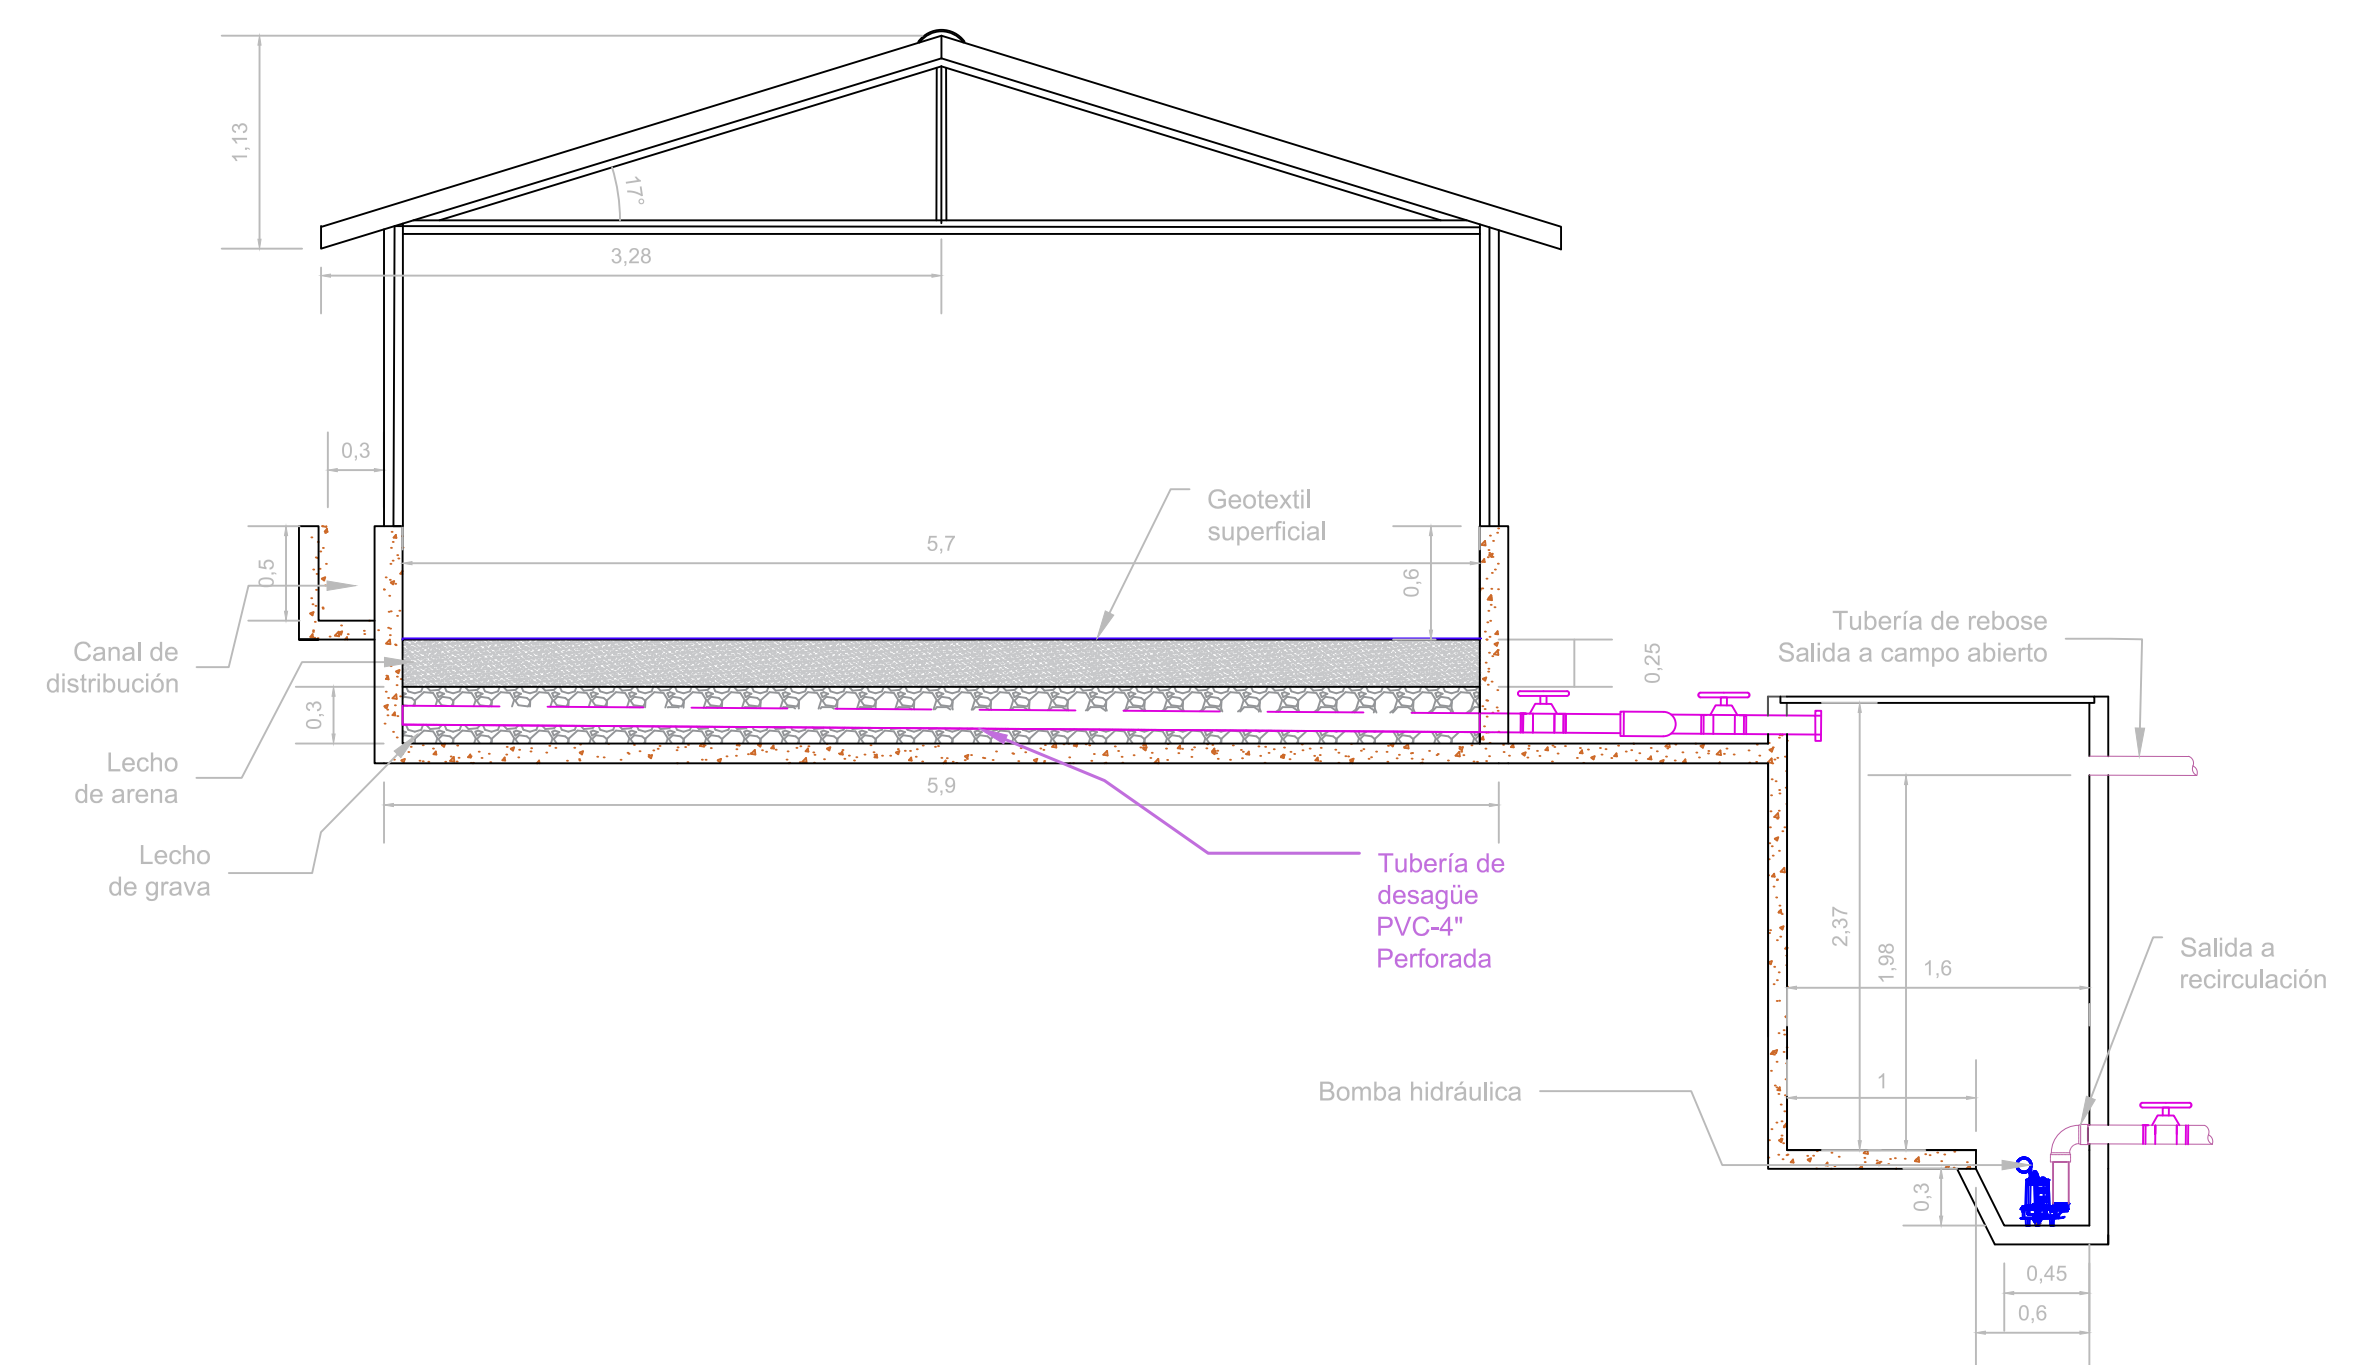 1,13
17°
3,28
0,3
Geotextil
superficial
5,7
0,5
0,6
Canal de
distribución
Tubería de rebose
Salida a campo abierto
0,25
0,3
Lecho
de arena
5,9
Lecho
de grava
Tubería de
desagüe
PVC-4"
Perforada
2,37
1,98
1,6
Salida a
recirculación
1
Bomba hidráulica
0,3
0,45
0,6